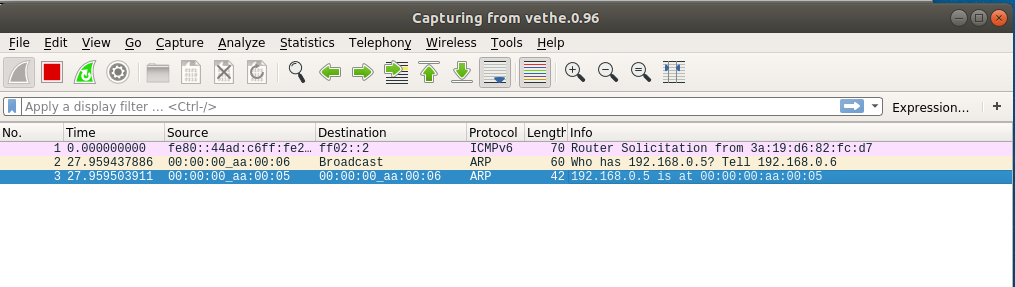 Capturing from vethe.0.96
File Edit View Go Capture Analyze Statistics Telephony Wireless Tools Help
Apply a display filter ... <Ctrl-/> Expression... +
No. Time Source Destination Protocol Length Info
1 0.000000000 fe80::44ad:c6ff:fe2... ff02::2 ICMPv6 70 Router Solicitation from 3a:19:d6:82:fc:d7
2 27.959437886 00:00:00_aa:00:06 Broadcast ARP 60 Who has 192.168.0.5? Tell 192.168.0.6
3 27.959503911 00:00:00_aa:00:05 00:00:00_aa:00:06 ARP 42 192.168.0.5 is at 00:00:00:aa:00:05